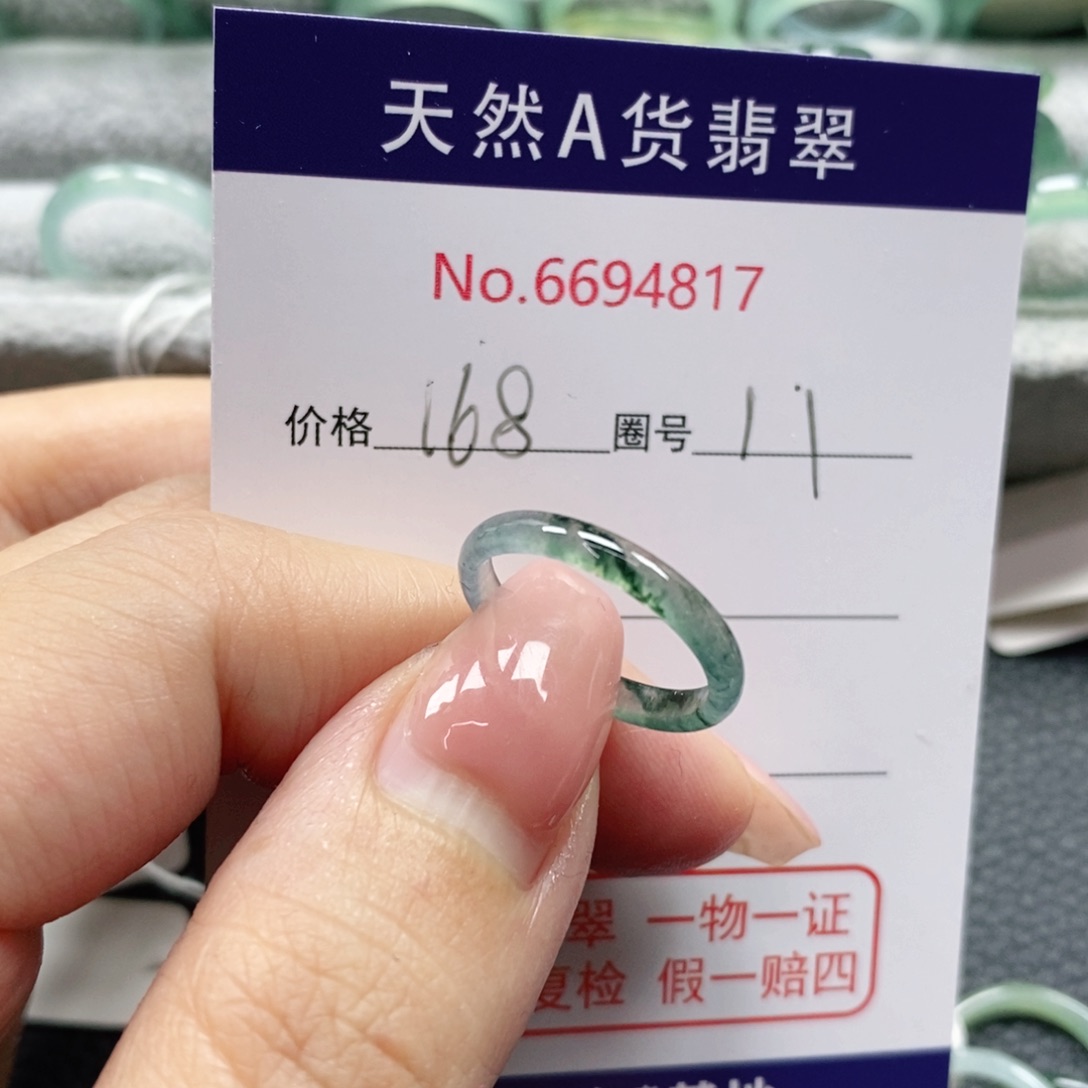 天然A货翡翠
No.6694817
价格 168 圈号 11
翠 一物一证
复检 假一赔四